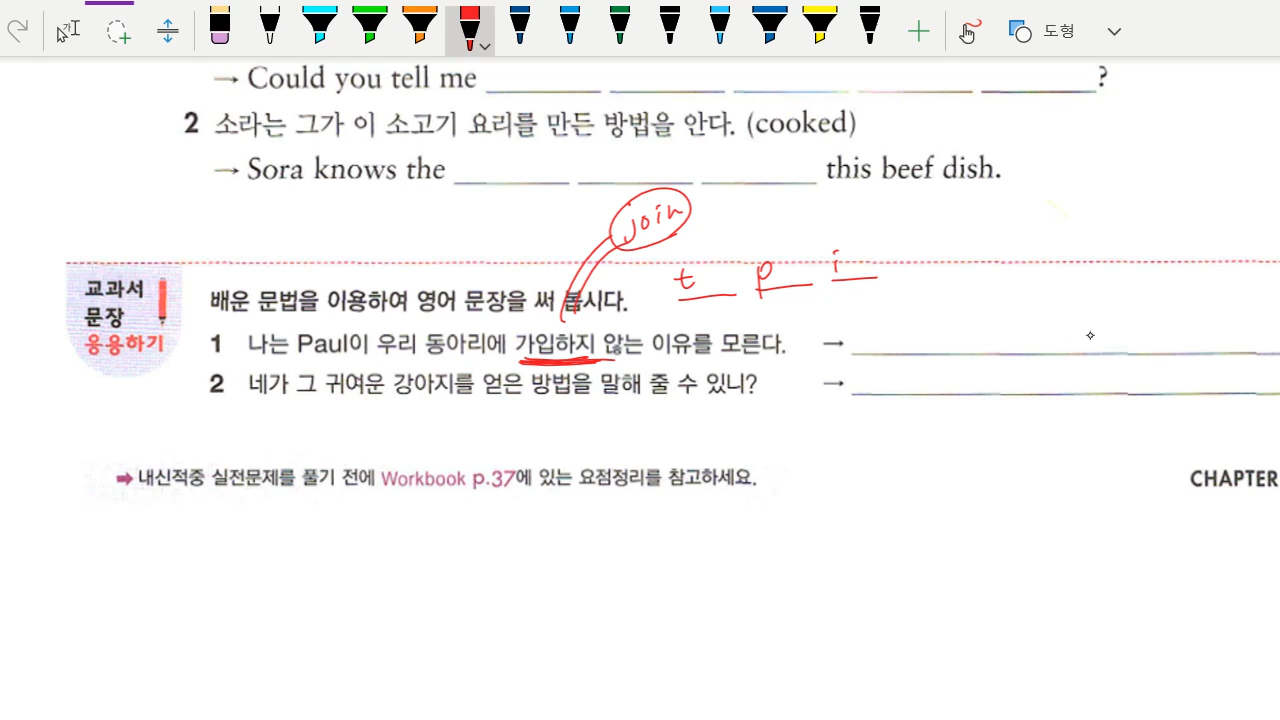 가 도형
→ Could you tell me ?
2 소라는 그가 이 소고기 요리를 만든 방법을 안다. (cooked)
→ Sora knows the this beef dish.
join
t p i
교과서
문장
응용하기
배운 문법을 이용하여 영어 문장을 써 봅시다.
1 나는 Paul이 우리 동아리에 가입하지 않는 이유를 모른다. →
2 네가 그 귀여운 강아지를 얻은 방법을 말해 줄 수 있니? →
➡ 내신적중 실전문제를 풀기 전에 Workbook p.37에 있는 요점정리를 참고하세요.
CHAPTER